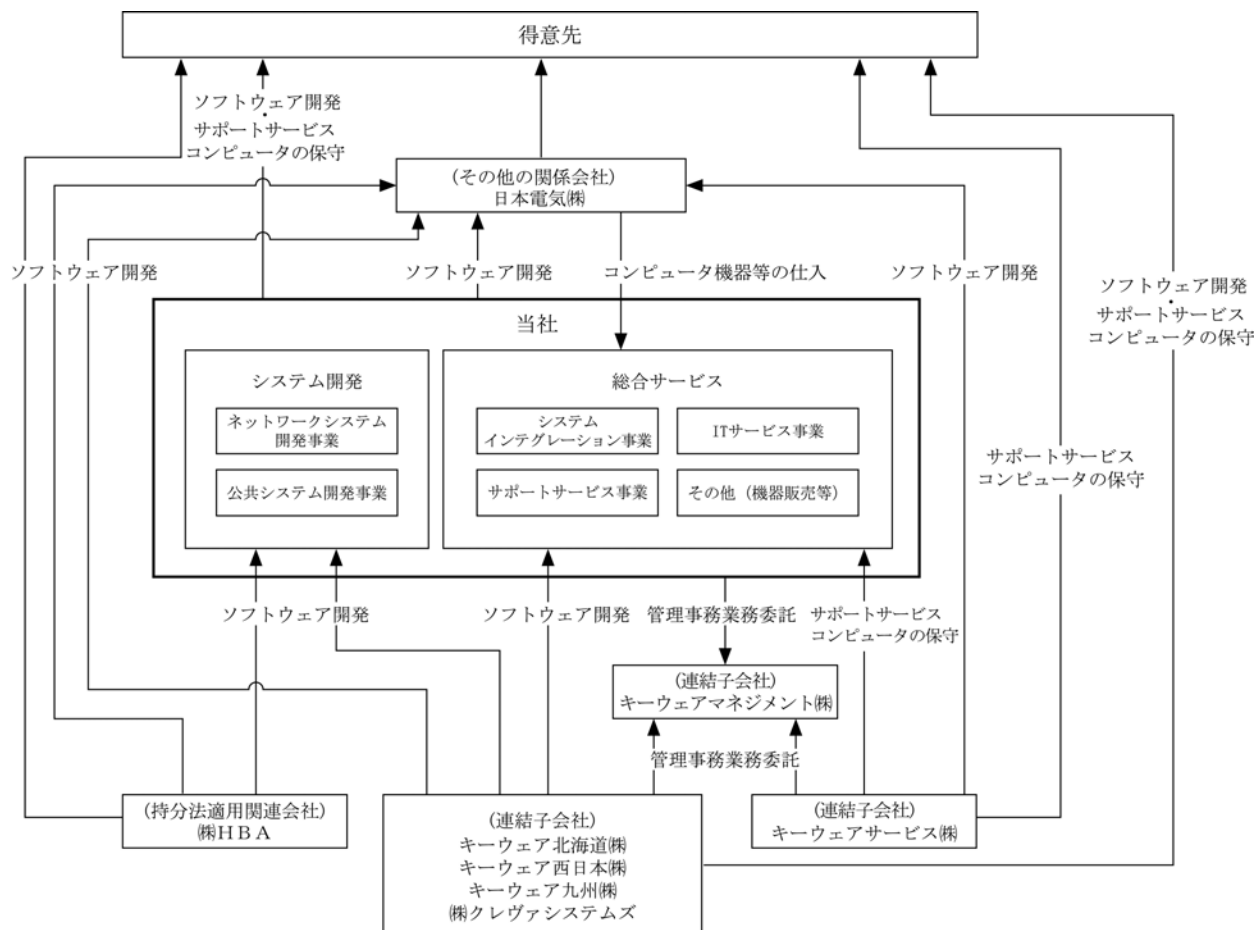 得意先
ソフトウェア開発
・
サポートサービス
コンピュータの保守
(その他の関係会社)
日本電気㈱
ソフトウェア開発
ソフトウェア開発
コンピュータ機器等の仕入
ソフトウェア開発
ソフトウェア開発
・
サポートサービス
コンピュータの保守
当社
システム開発
ネットワークシステム
開発事業
公共システム開発事業
総合サービス
システム
インテグレーション事業
ITサービス事業
サポートサービス事業
その他（機器販売等）
サポートサービス
コンピュータの保守
ソフトウェア開発
ソフトウェア開発
管理事務業務委託
サポートサービス
コンピュータの保守
(連結子会社)
キーウェアマネジメント㈱
管理事務業務委託
(持分法適用関連会社)
㈱ＨＢＡ
(連結子会社)
キーウェア北海道㈱
キーウェア西日本㈱
キーウェア九州㈱
㈱クレヴァシステムズ
(連結子会社)
キーウェアサービス㈱